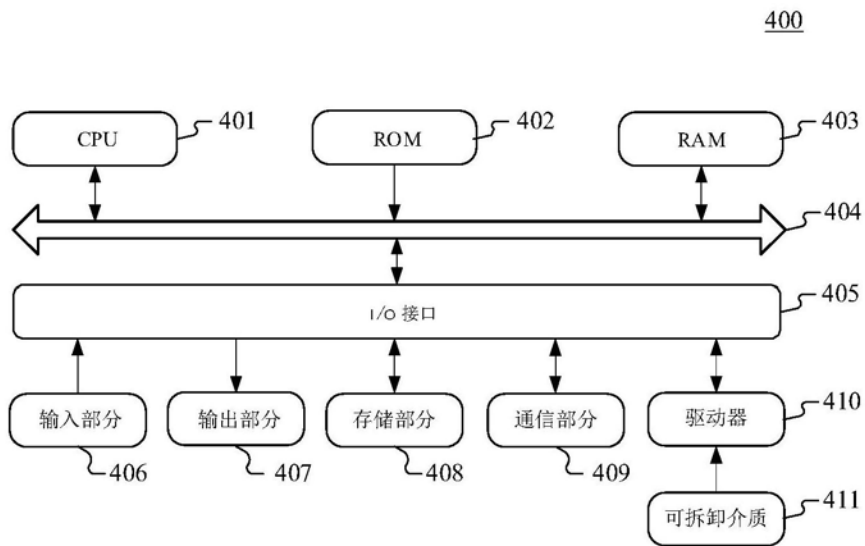 400
CPU 401
ROM 402
RAM 403
404
I/O 接口 405
输入部分 406
输出部分 407
存储部分 408
通信部分 409
驱动器 410
可拆卸介质 411